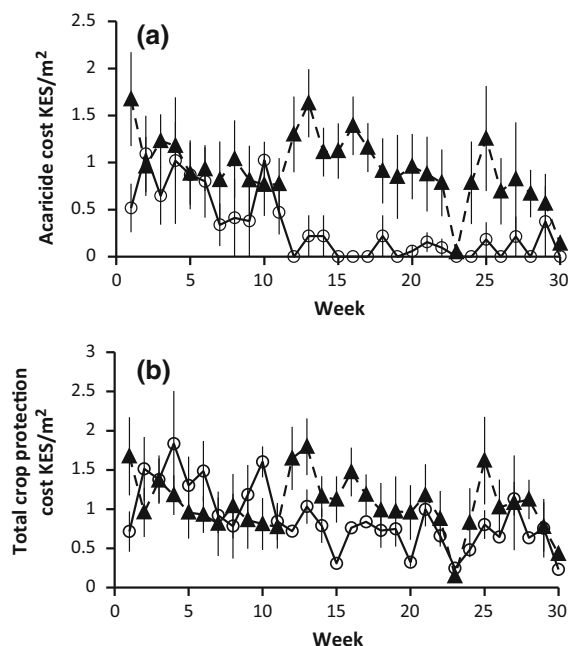 (a)
Acaricide cost KES/m²
2.5
2
1.5
1
0.5
0
0 5 10 15 20 25 30
Week
(b)
Total crop protection
cost KES/m²
3
2.5
2
1.5
1
0.5
0
0 5 10 15 20 25 30
Week